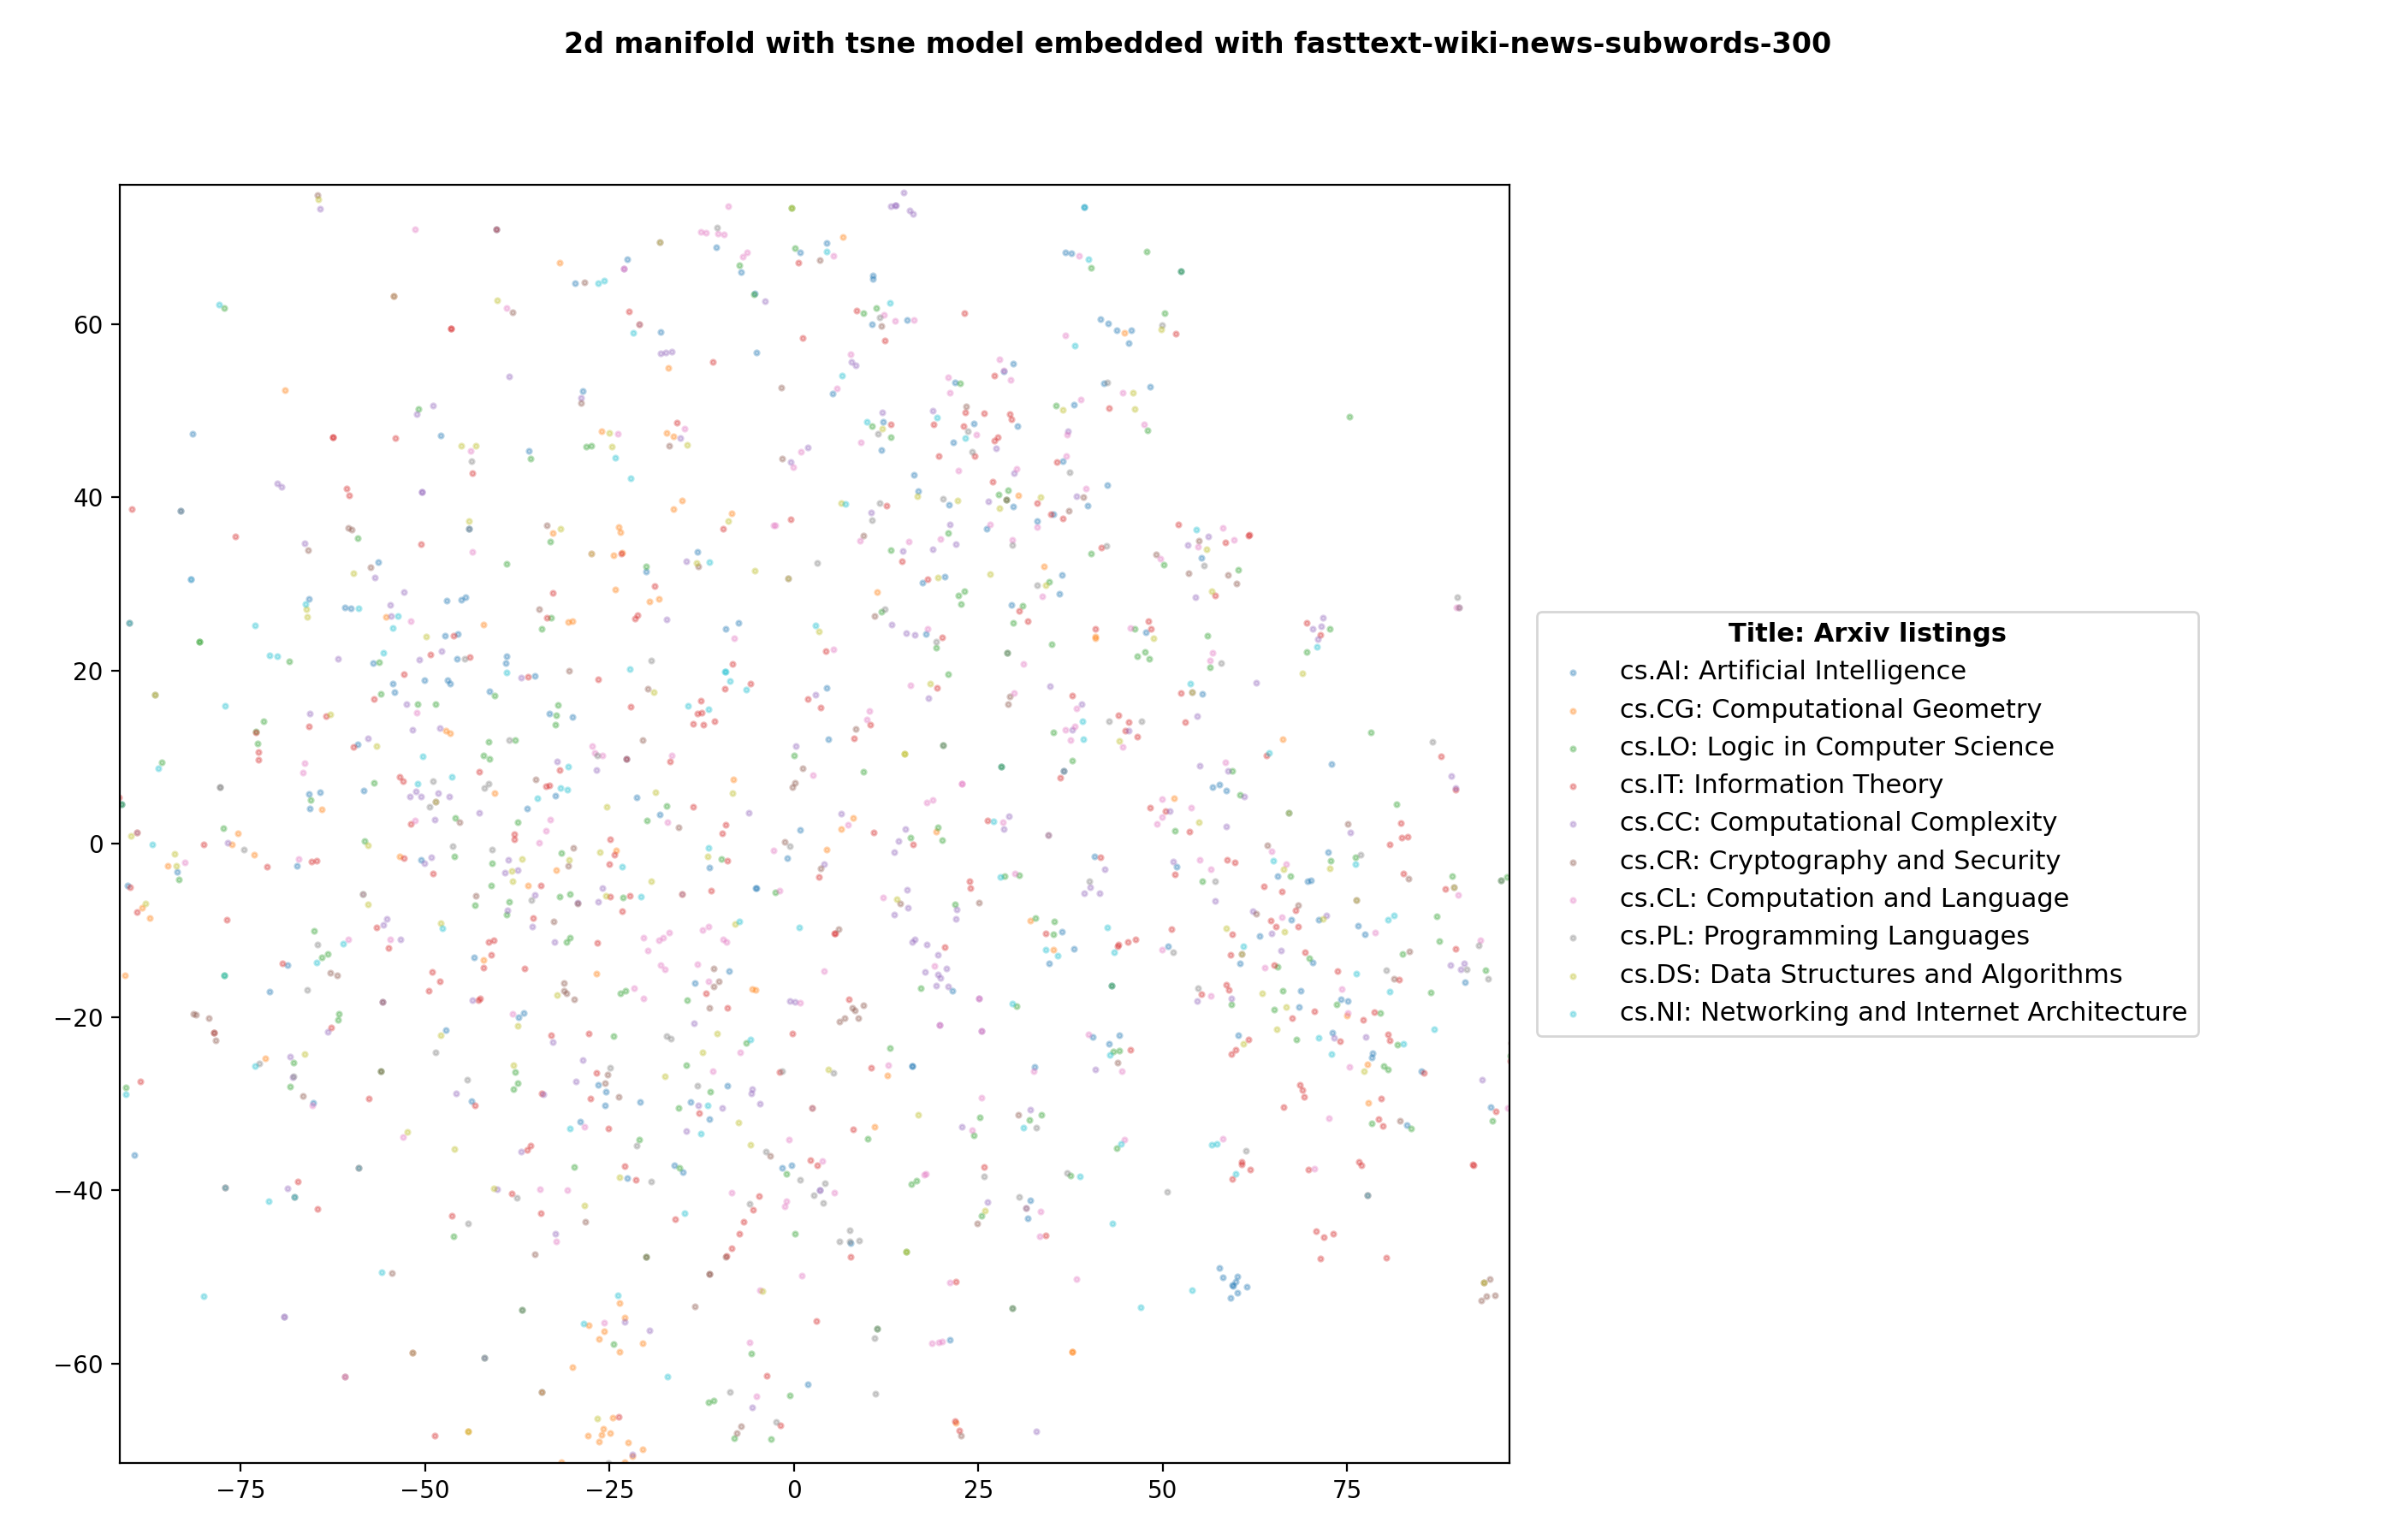 2d manifold with tsne model embedded with fasttext-wiki-news-subwords-300
60
40
20
0
−20
−40
−60
−75 −50 −25 0 25 50 75
Title: Arxiv listings
cs.AI: Artificial Intelligence
cs.CG: Computational Geometry
cs.LO: Logic in Computer Science
cs.IT: Information Theory
cs.CC: Computational Complexity
cs.CR: Cryptography and Security
cs.CL: Computation and Language
cs.PL: Programming Languages
cs.DS: Data Structures and Algorithms
cs.NI: Networking and Internet Architecture